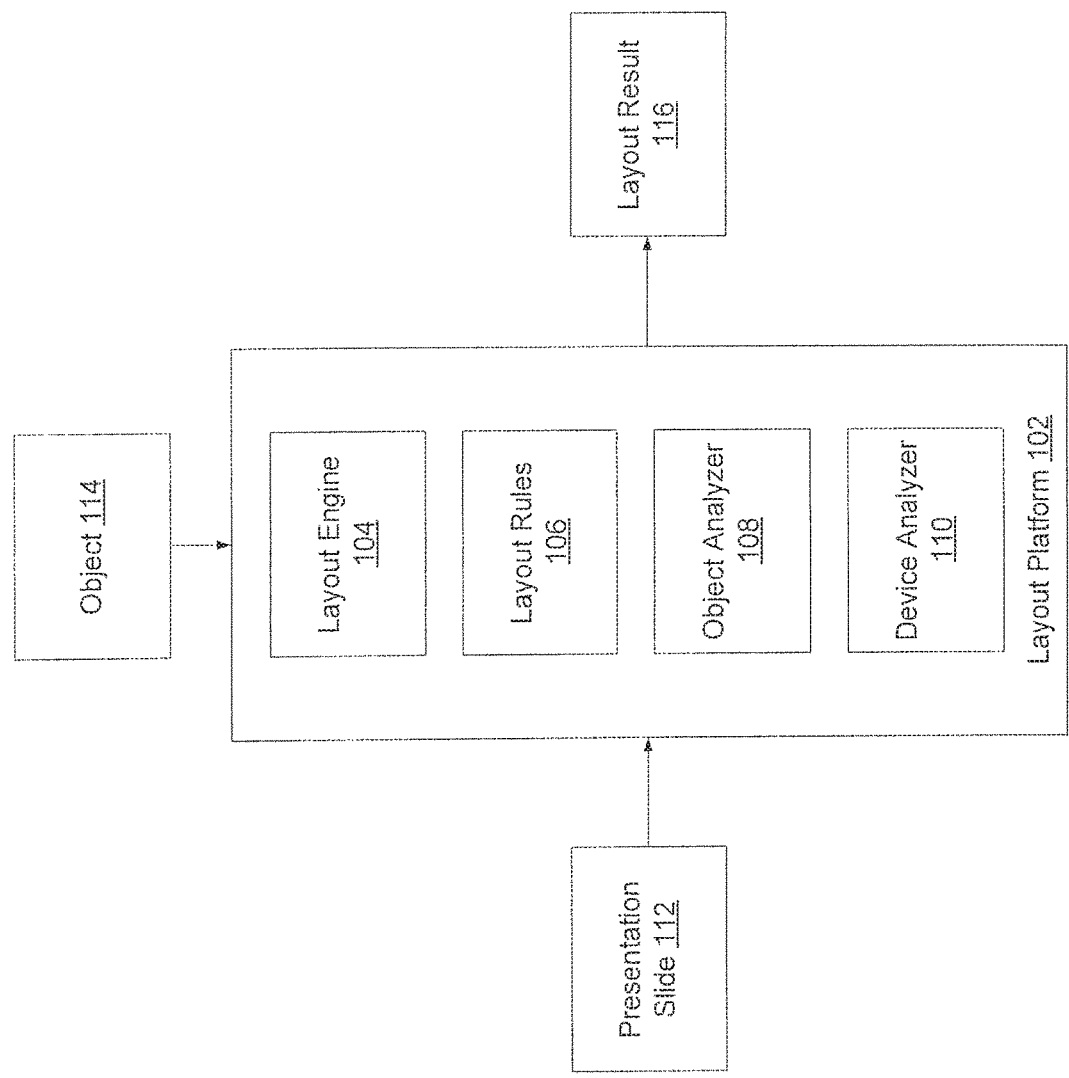 Object 114
Layout Engine
104
Layout Rules
106
Object Analyzer
108
Device Analyzer
110
Layout Platform 102
Presentation
Slide 112
Layout Result
116